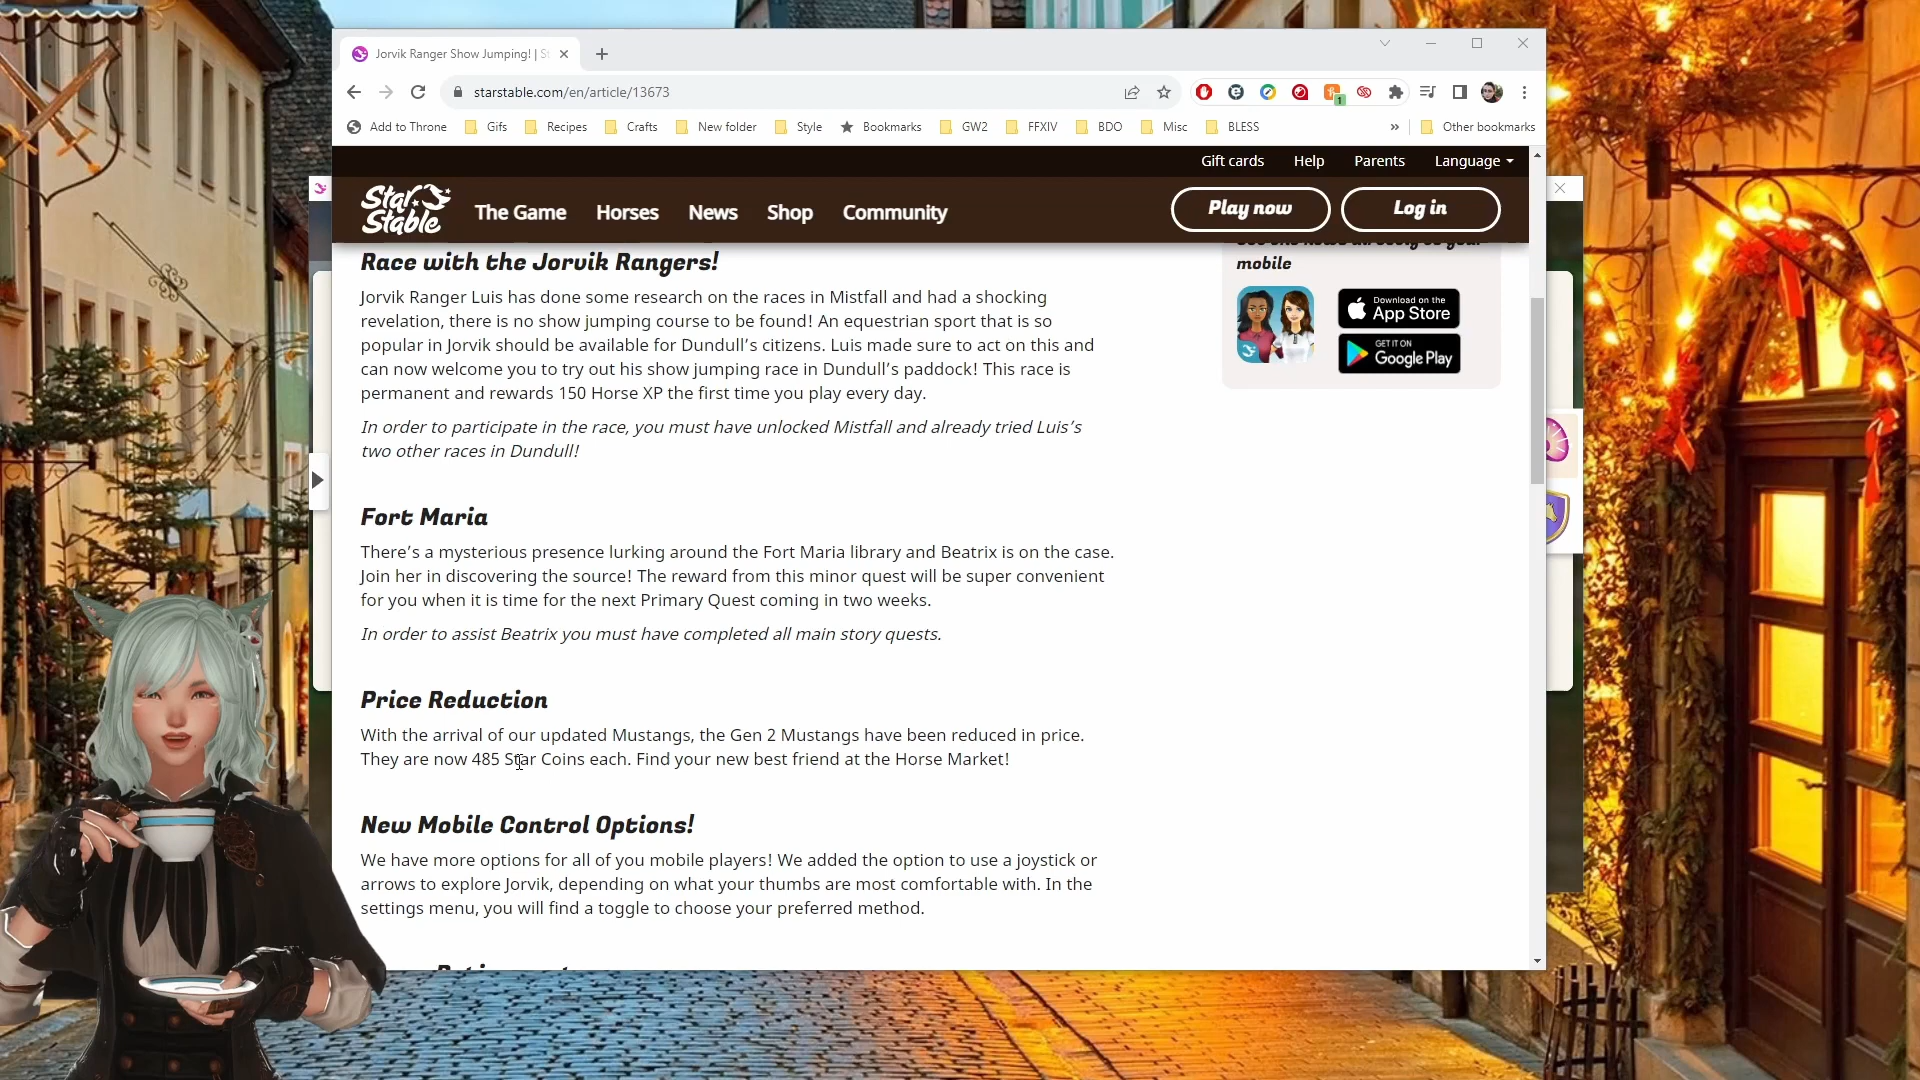 Jorvik Ranger Show Jumping! | St
starstable.com/en/article/13673
1
Add to Throne Gifs Recipes Crafts New folder Style Bookmarks GW2 FFXIV BDO Misc BLESS » Other bookmarks
Gift cards Help Parents Language
Star Stable
The Game Horses News Shop Community Play now Log in
Race with the Jorvik Rangers!
Jorvik Ranger Luis has done some research on the races in Mistfall and had a shocking
revelation, there is no show jumping course to be found! An equestrian sport that is so
popular in Jorvik should be available for Dundull’s citizens. Luis made sure to act on this and
can now welcome you to try out his show jumping race in Dundull’s paddock! This race is
permanent and rewards 150 Horse XP the first time you play every day.
In order to participate in the race, you must have unlocked Mistfall and already tried Luis’s
two other races in Dundull!
mobile
Download on the
App Store
GET IT ON
Google Play
Fort Maria
There’s a mysterious presence lurking around the Fort Maria library and Beatrix is on the case.
Join her in discovering the source! The reward from this minor quest will be super convenient
for you when it is time for the next Primary Quest coming in two weeks.
In order to assist Beatrix you must have completed all main story quests.
Price Reduction
With the arrival of our updated Mustangs, the Gen 2 Mustangs have been reduced in price.
They are now 485 Star Coins each. Find your new best friend at the Horse Market!
New Mobile Control Options!
We have more options for all of you mobile players! We added the option to use a joystick or
arrows to explore Jorvik, depending on what your thumbs are most comfortable with. In the
settings menu, you will find a toggle to choose your preferred method.